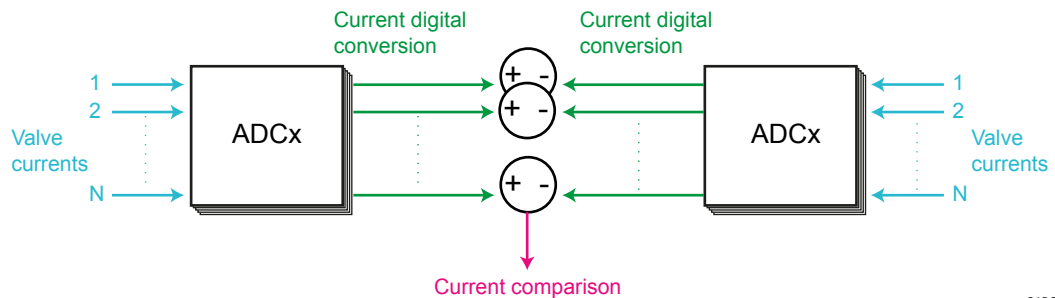 Current digital
conversion
Current digital
conversion
1
2
Valve
currents
N
ADCx
+ -
+ -
+ -
ADCx
1
2
Valve
currents
N
Current comparison